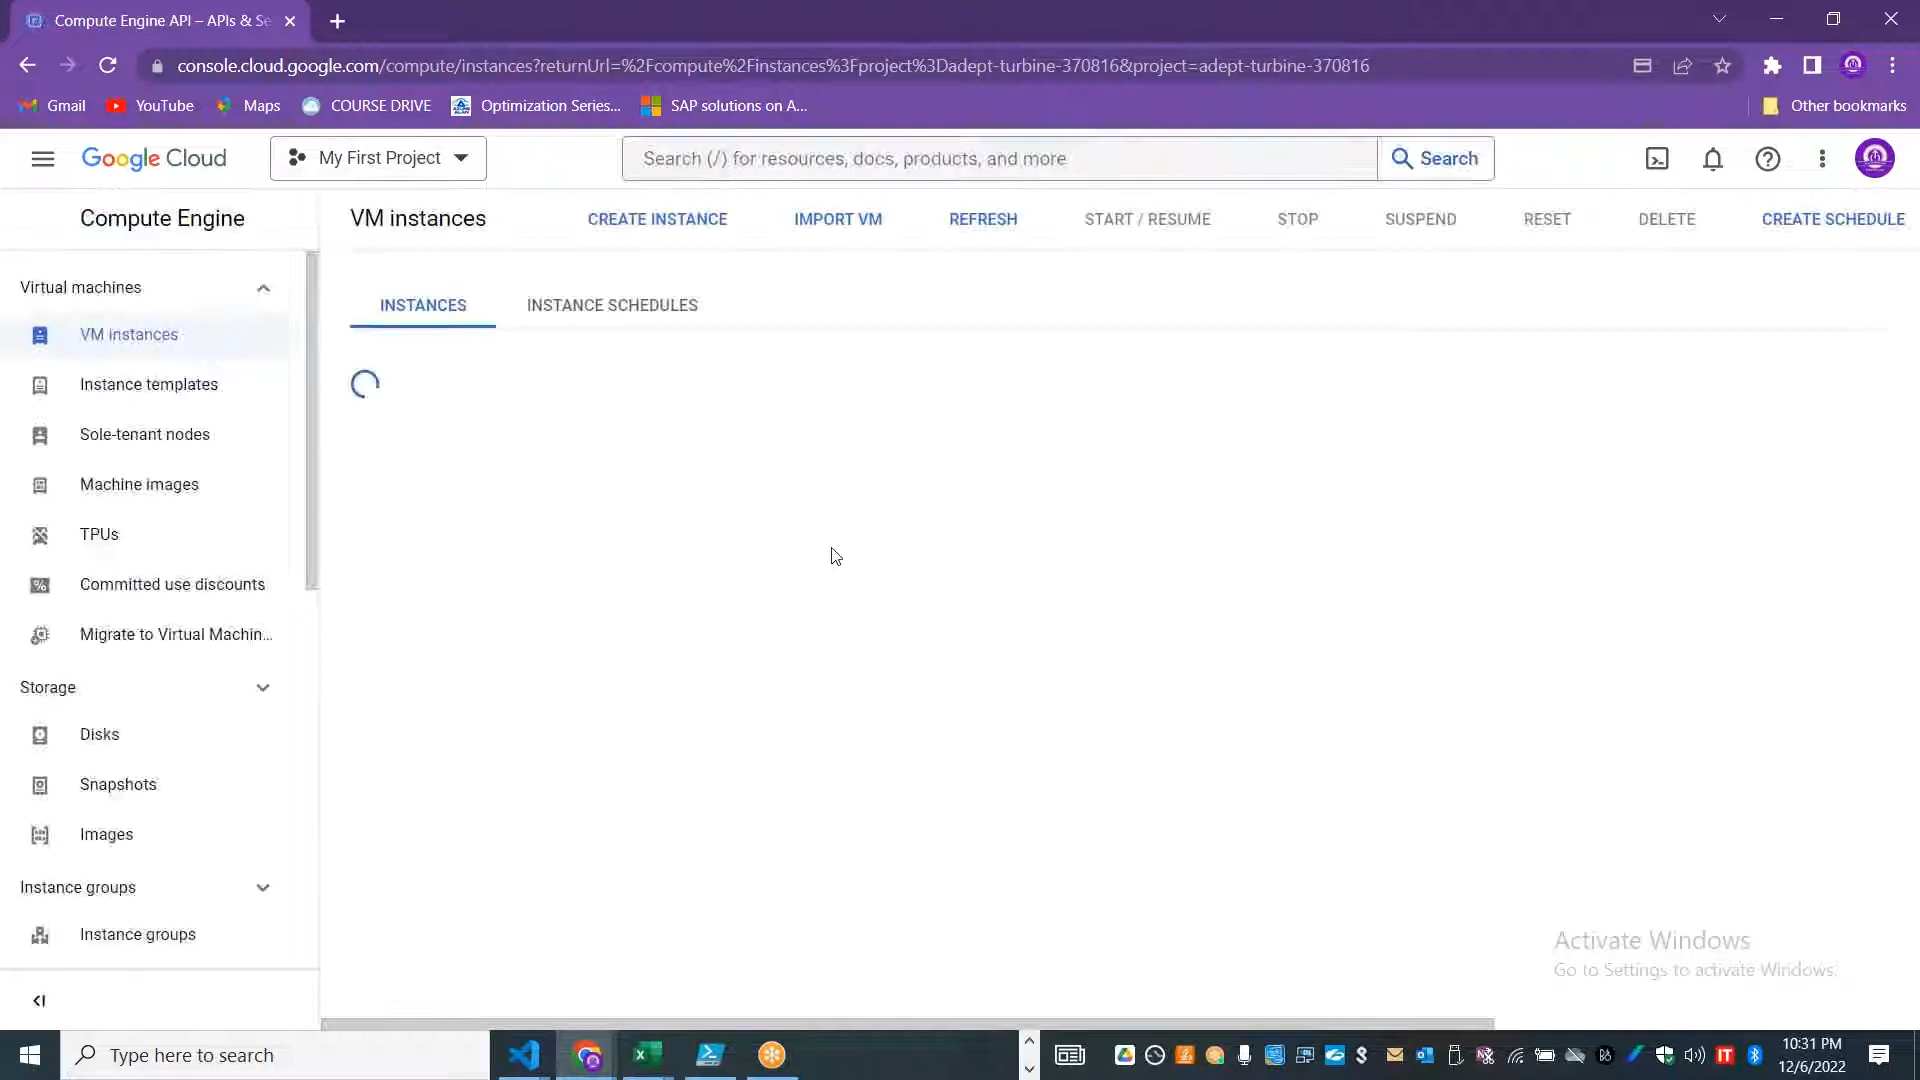 Compute Engine API – APIs & Se
console.cloud.google.com/compute/instances?returnUrl=%2Fcompute%2Finstances%3Fproject%3Dadept-turbine-370816&project=adept-turbine-370816
Gmail YouTube Maps COURSE DRIVE Optimization Series... SAP solutions on A... Other bookmarks
Google Cloud My First Project Search (/) for resources, docs, products, and more Search
Compute Engine VM instances CREATE INSTANCE IMPORT VM REFRESH START / RESUME STOP SUSPEND RESET DELETE CREATE SCHEDULE
Virtual machines
INSTANCES INSTANCE SCHEDULES
VM instances
Instance templates
Sole-tenant nodes
Machine images
TPUs
Committed use discounts
Migrate to Virtual Machin...
Storage
Disks
Snapshots
Images
Instance groups
Instance groups
Activate Windows
Go to Settings to activate Windows.
Type here to search
10:31 PM
12/6/2022